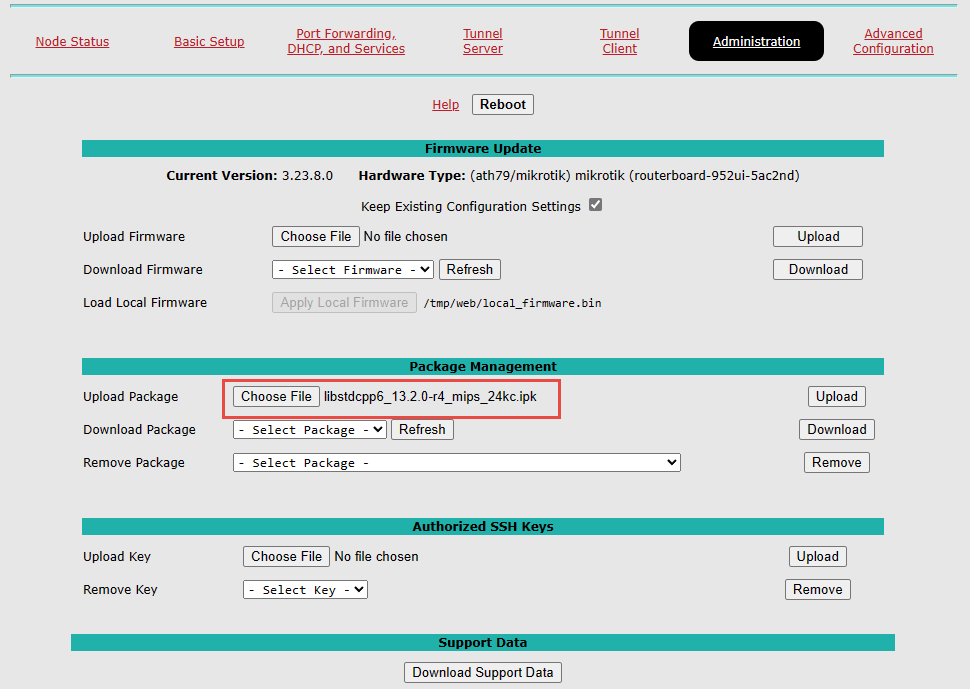 Node Status
Basic Setup
Port Forwarding,
DHCP, and Services
Tunnel
Server
Tunnel
Client
Administration
Advanced
Configuration
Help Reboot
Firmware Update
Current Version: 3.23.8.0 Hardware Type: (ath79/mikrotik) mikrotik (routerboard-952ui-5ac2nd)
Keep Existing Configuration Settings
Upload Firmware Choose File No file chosen Upload
Download Firmware - Select Firmware - Refresh Download
Load Local Firmware Apply Local Firmware /tmp/web/local_firmware.bin
Package Management
Upload Package Choose File libstdcpp6_13.2.0-r4_mips_24kc.ipk Upload
Download Package - Select Package - Refresh Download
Remove Package - Select Package - Remove
Authorized SSH Keys
Upload Key Choose File No file chosen Upload
Remove Key - Select Key - Remove
Support Data
Download Support Data